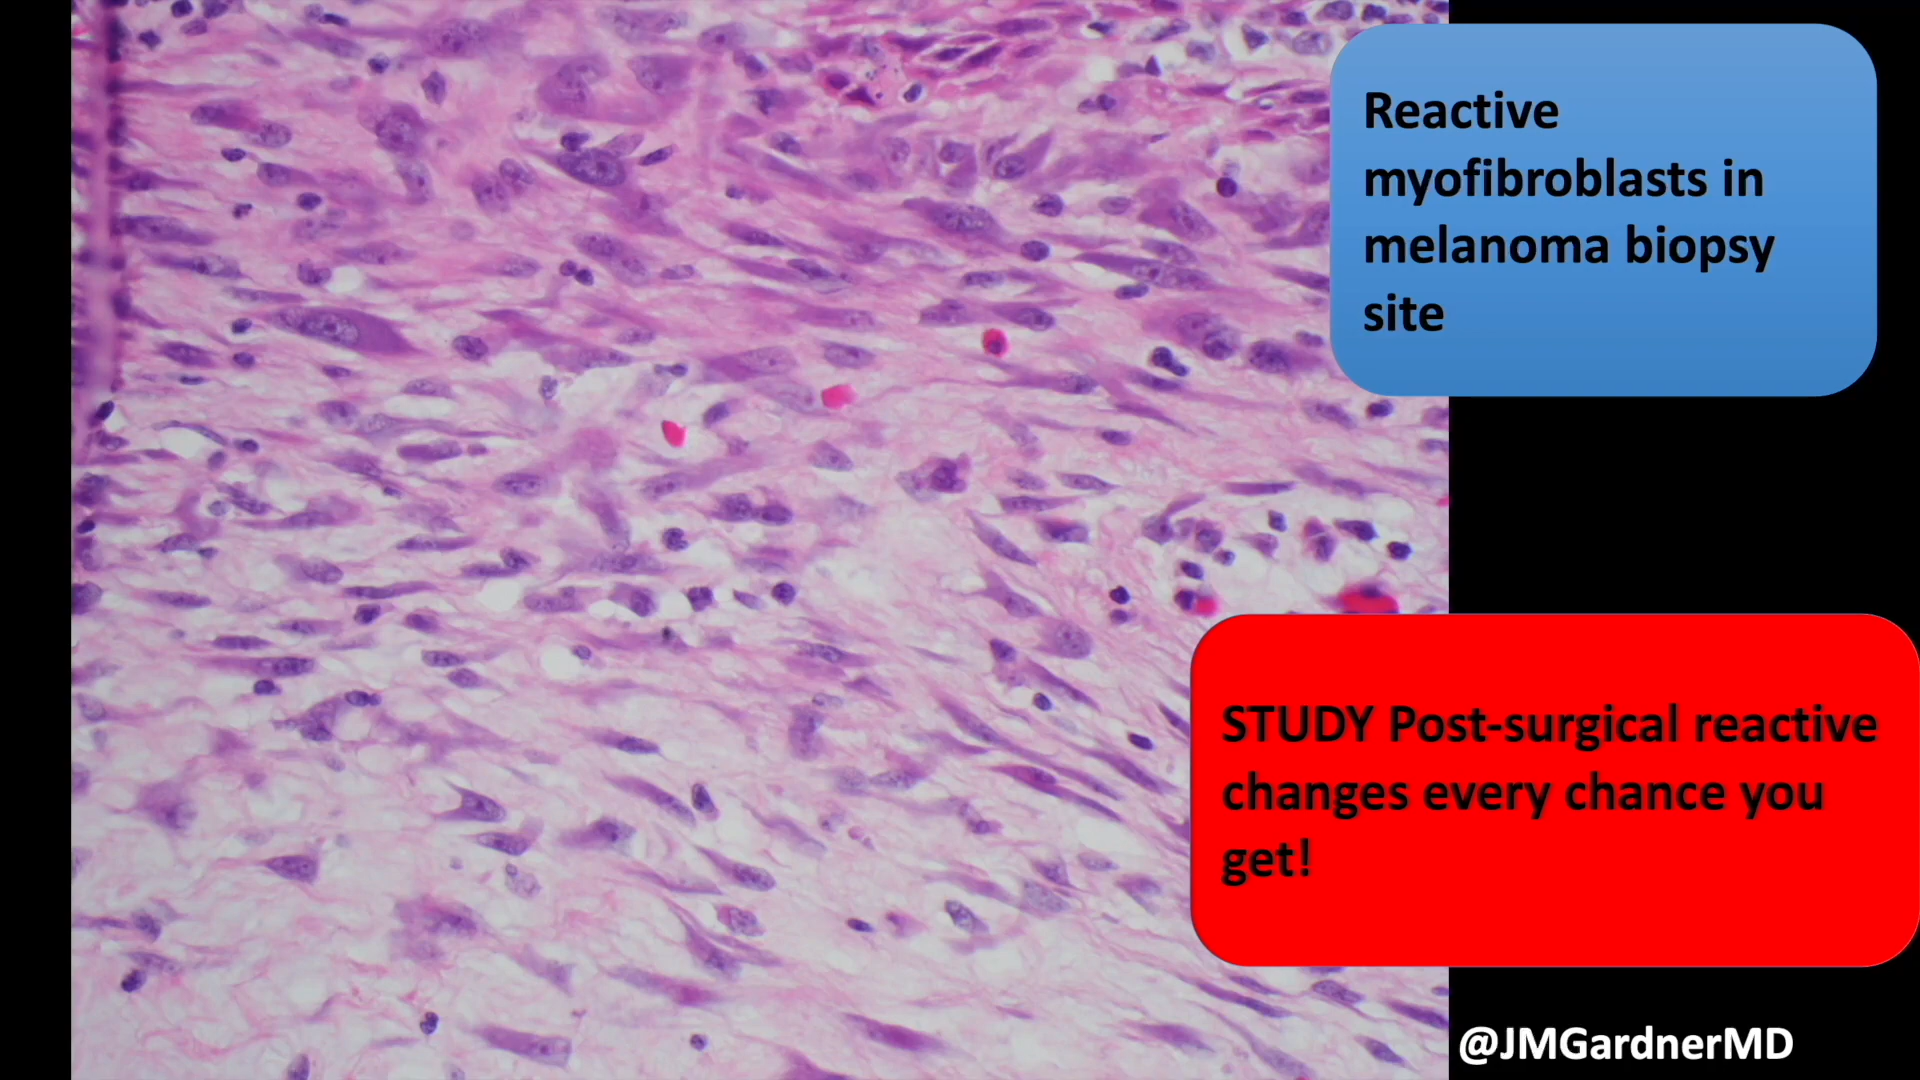 Reactive
myofibroblasts in
melanoma biopsy
site
STUDY Post-surgical reactive
changes every chance you
get!
@JMGardnerMD